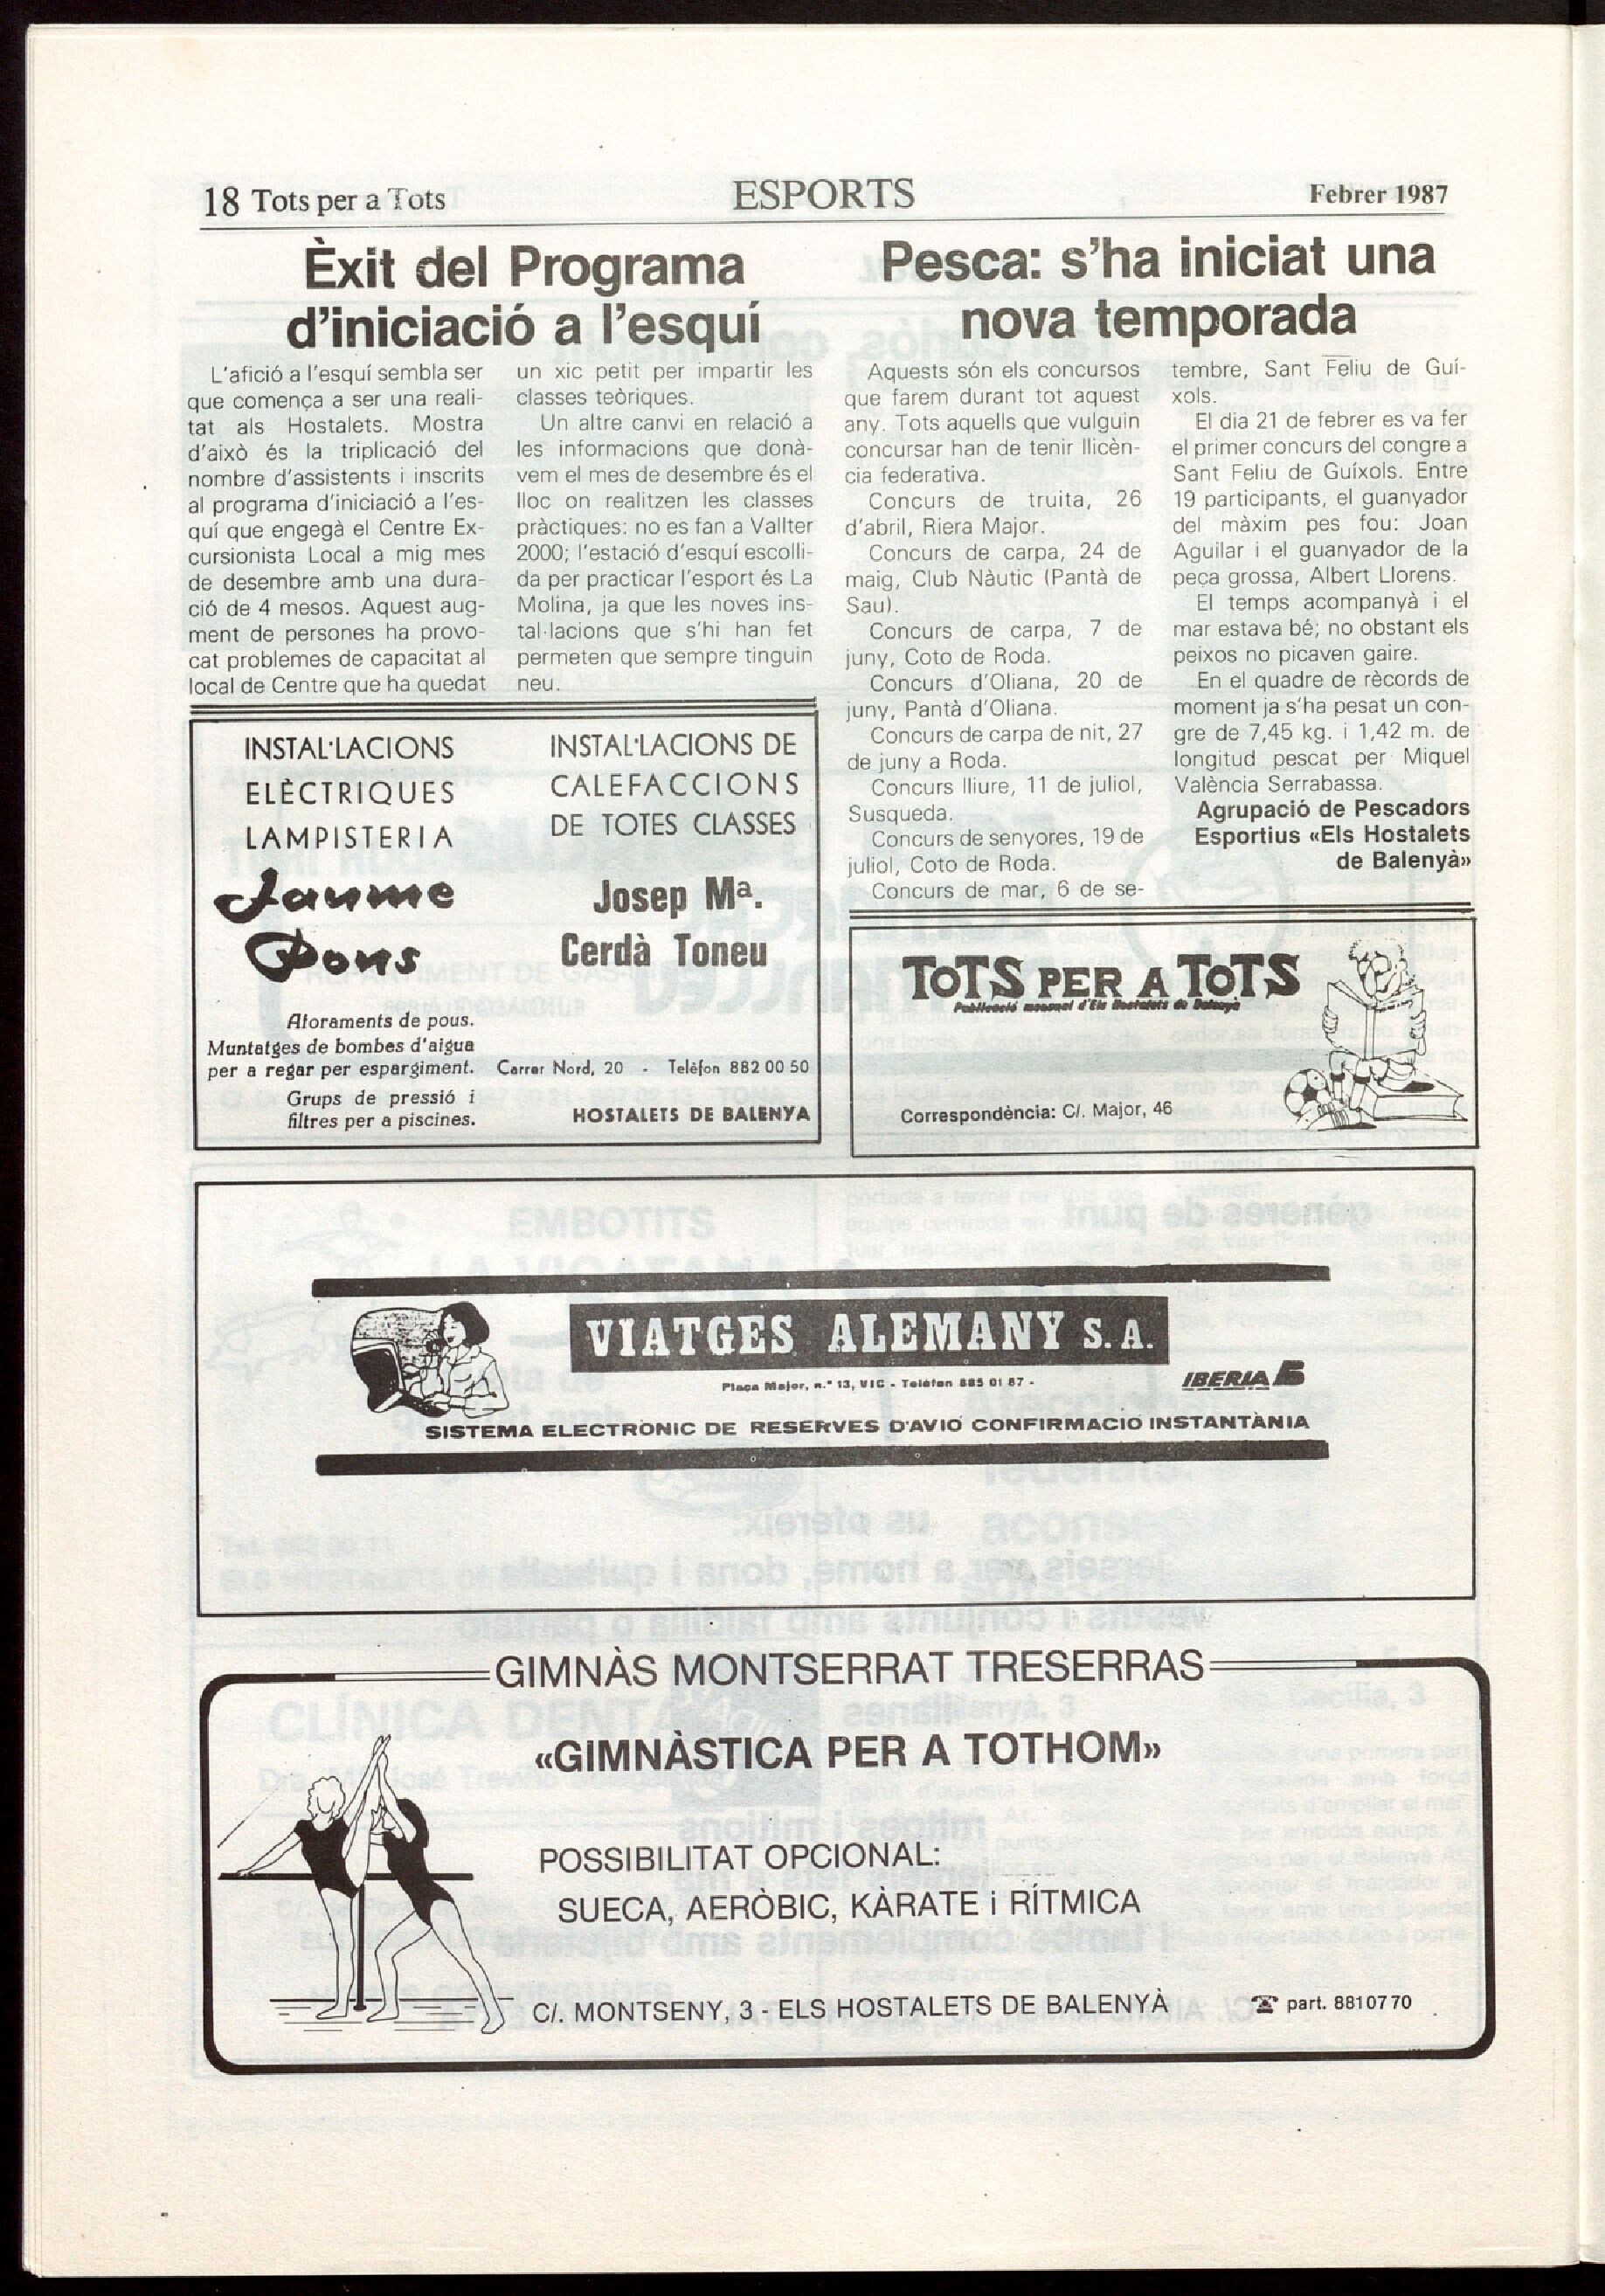 18 Tots per a Tots
ESPORTS
Febrer 1987
Èxit del Programa
d'iniciació a l'esquí
L'afició a l'esquí sembla ser
que comença a ser una reali-
tat als Hostalets. Mostra
d'això és la triplicació del
nombre d'assistents i inscrits
al programa d'iniciació a l'es-
quí que engegà el Centre Ex-
cursionista Local a mig mes
de desembre amb una dura-
ció de 4 mesos. Aquest aug-
ment de persones ha provo-
cat problemes de capacitat al
local de Centre que ha quedat
un xic petit per impartir les
classes teòriques.
Un altre canvi en relació a
les informacions que donà-
vem el mes de desembre és el
lloc on realitzen les classes
pràctiques: no es fan a Vallter
2000; l'estació d'esquí escolli-
da per practicar l'esport és La
Molina, ja que les noves ins-
tal·lacions que s'hi han fet
permeten que sempre tinguin
neu.
Pesca: s'ha iniciat una
nova temporada
Aquests són els concursos
que farem durant tot aquest
any. Tots aquells que vulguin
concursar han de tenir llicèn-
cia federativa.
Concurs de truita, 26
d'abril, Riera Major.
Concurs de carpa, 24 de
maig, Club Nàutic (Pantà de
Sau).
Concurs de carpa, 7 de
juny, Coto de Roda.
Concurs d'Oliana, 20 de
juny, Pantà d'Oliana.
Concurs de carpa de nit, 27
de juny a Roda.
Concurs lliure, 11 de juliol,
Susqueda.
Concurs de senyores, 19 de
juliol, Coto de Roda.
Concurs de mar, 6 de se-
tembre, Sant Feliu de Guí-
xols.
El dia 21 de febrer es va fer
el primer concurs del congre a
Sant Feliu de Guíxols. Entre
19 participants, el guanyador
del màxim pes fou: Joan
Aguilar i el guanyador de la
peça grossa, Albert Llorens.
El temps acompanyà i el
mar estava bé; no obstant els
peixos no picaven gaire.
En el quadre de rècords de
moment ja s'ha pesat un con-
gre de 7,45 kg. i 1,42 m. de
longitud pescat per Miquel
València Serrabassa.
Agrupació de Pescadors
Esportius «Els Hostalets
de Balenyà»
INSTAL·LACIONS
ELÈCTRIQUES
LAMPISTERIA
Jaume
Pons
Aforaments de pous.
Muntatges de bombes d'aigua
per a regar per espargiment.
Grups de pressió i
filtres per a piscines.
INSTAL·LACIONS DE
CALEFACCIONS
DE TOTES CLASSES
Josep Mª.
Cerdà Toneu
Carrer Nord, 20 - Telèfon 882 00 50
HOSTALETS DE BALENYA
TOTS PER A TOTS
Publicació mensual d'Els Hostalets de Balenyà
Correspondència: C/. Major, 46
VIATGES ALEMANY S.A.
Plaça Major, n.º 13, VIC - Telèfon 885 01 87 -
IBERIA
SISTEMA ELECTRÒNIC DE RESERVES D'AVIÓ CONFIRMACIO INSTANTÀNIA
GIMNÀS MONTSERRAT TRESERRAS
«GIMNÀSTICA PER A TOTHOM»
POSSIBILITAT OPCIONAL:
SUECA, AERÒBIC, KÀRATE i RÍTMICA
C/. MONTSENY, 3 - ELS HOSTALETS DE BALENYÀ ☎ part. 8810770